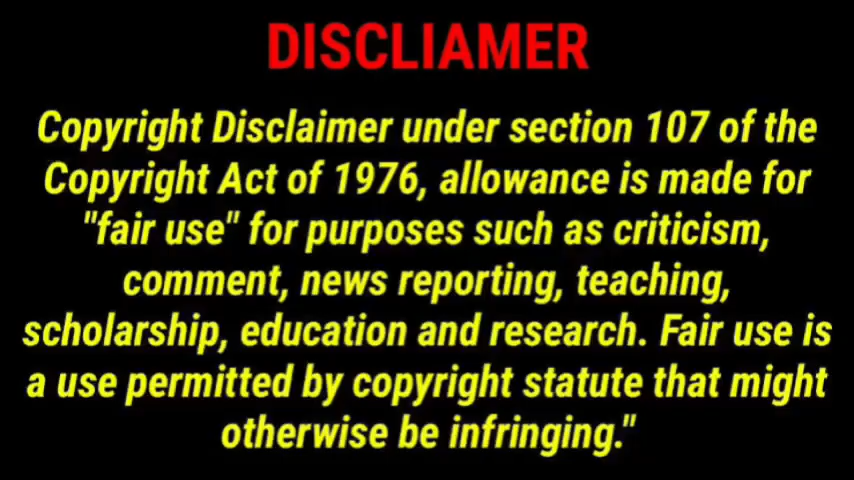 DISCLIAMER
Copyright Disclaimer under section 107 of the
Copyright Act of 1976, allowance is made for
"fair use" for purposes such as criticism,
comment, news reporting, teaching,
scholarship, education and research. Fair use is
a use permitted by copyright statute that might
otherwise be infringing."